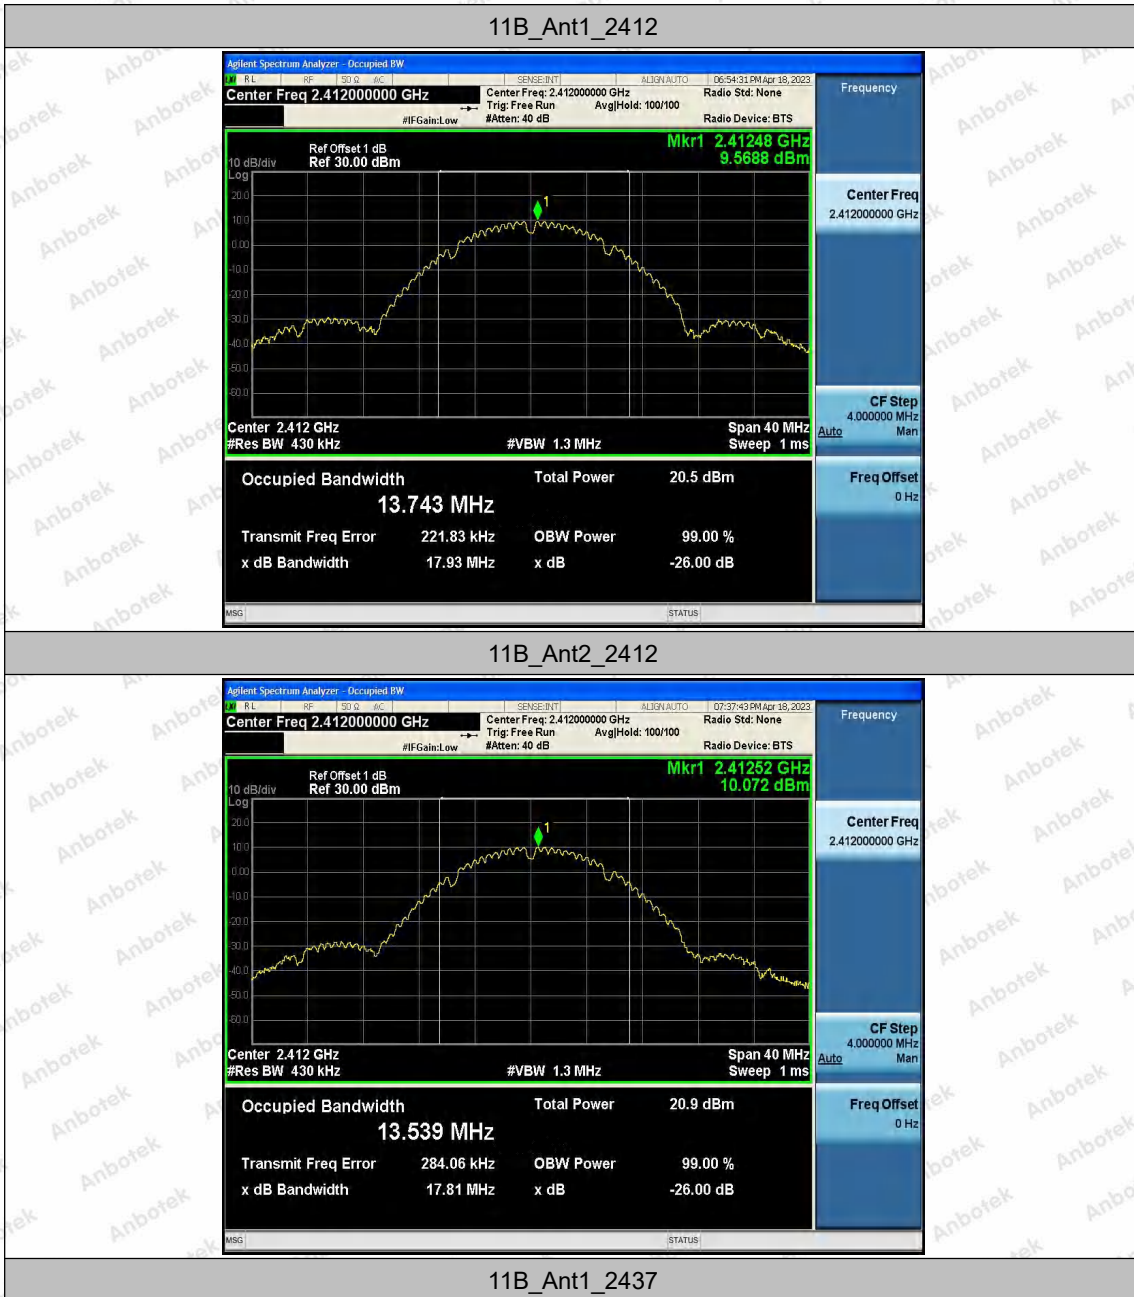 11B_Ant1_2412
Agilent Spectrum Analyzer - Occupied BW
RL RF 50 Ω AC SENSE:INT ALIGN AUTO 06:54:31 PM Apr 18, 2023
Center Freq 2.412000000 GHz
Center Freq: 2.412000000 GHz
Radio Std: None
Trig: Free Run Avg|Hold: 100/100
#IFGain:Low #Atten: 40 dB Radio Device: BTS
Frequency
Mkr1 2.41248 GHz
9.5688 dBm
Ref Offset 1 dB
10 dB/div Ref 30.00 dBm
Log
20.0
10.0
0.00
-10.0
-20.0
-30.0
-40.0
-50.0
-60.0
1
Center Freq
2.412000000 GHz
Center 2.412 GHz Span 40 MHz
#Res BW 430 kHz #VBW 1.3 MHz Sweep 1 ms
CF Step
4.000000 MHz
Auto Man
Occupied Bandwidth Total Power 20.5 dBm
13.743 MHz
Transmit Freq Error 221.83 kHz OBW Power 99.00 %
x dB Bandwidth 17.93 MHz x dB -26.00 dB
Freq Offset
0 Hz
MSG STATUS
11B_Ant2_2412
Agilent Spectrum Analyzer - Occupied BW
RL RF 50 Ω AC SENSE:INT ALIGN AUTO 07:37:43 PM Apr 18, 2023
Center Freq 2.412000000 GHz
Center Freq: 2.412000000 GHz
Radio Std: None
Trig: Free Run Avg|Hold: 100/100
#IFGain:Low #Atten: 40 dB Radio Device: BTS
Frequency
Mkr1 2.41252 GHz
10.072 dBm
Ref Offset 1 dB
10 dB/div Ref 30.00 dBm
Log
20.0
10.0
0.00
-10.0
-20.0
-30.0
-40.0
-50.0
-60.0
1
Center Freq
2.412000000 GHz
Center 2.412 GHz Span 40 MHz
#Res BW 430 kHz #VBW 1.3 MHz Sweep 1 ms
CF Step
4.000000 MHz
Auto Man
Occupied Bandwidth Total Power 20.9 dBm
13.539 MHz
Transmit Freq Error 284.06 kHz OBW Power 99.00 %
x dB Bandwidth 17.81 MHz x dB -26.00 dB
Freq Offset
0 Hz
MSG STATUS
11B_Ant1_2437